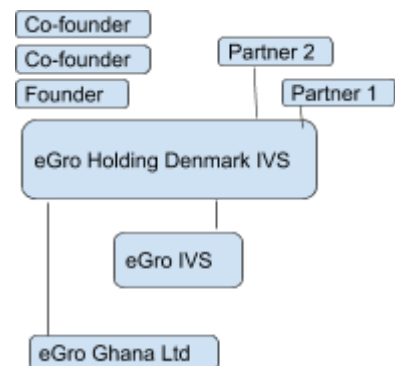 Co-founder
Co-founder
Partner 2
Founder
Partner 1
eGro Holding Denmark IVS
eGro IVS
eGro Ghana Ltd